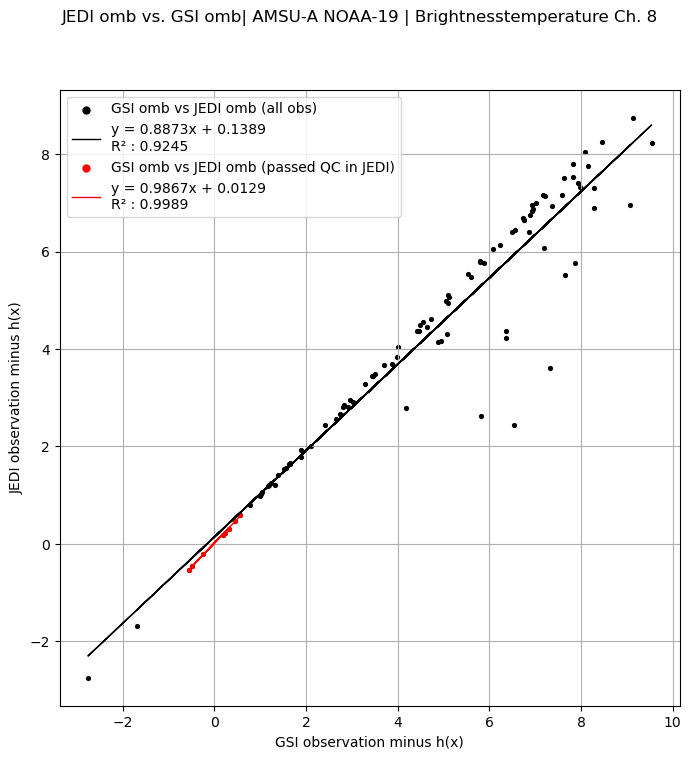 JEDI omb vs. GSI omb| AMSU-A NOAA-19 | Brightnesstemperature Ch. 8
GSI omb vs JEDI omb (all obs)
y = 0.8873x + 0.1389
R² : 0.9245
GSI omb vs JEDI omb (passed QC in JEDI)
y = 0.9867x + 0.0129
R² : 0.9989
JEDI observation minus h(x)
8
6
4
2
0
−2
−2 0 2 4 6 8 10
GSI observation minus h(x)